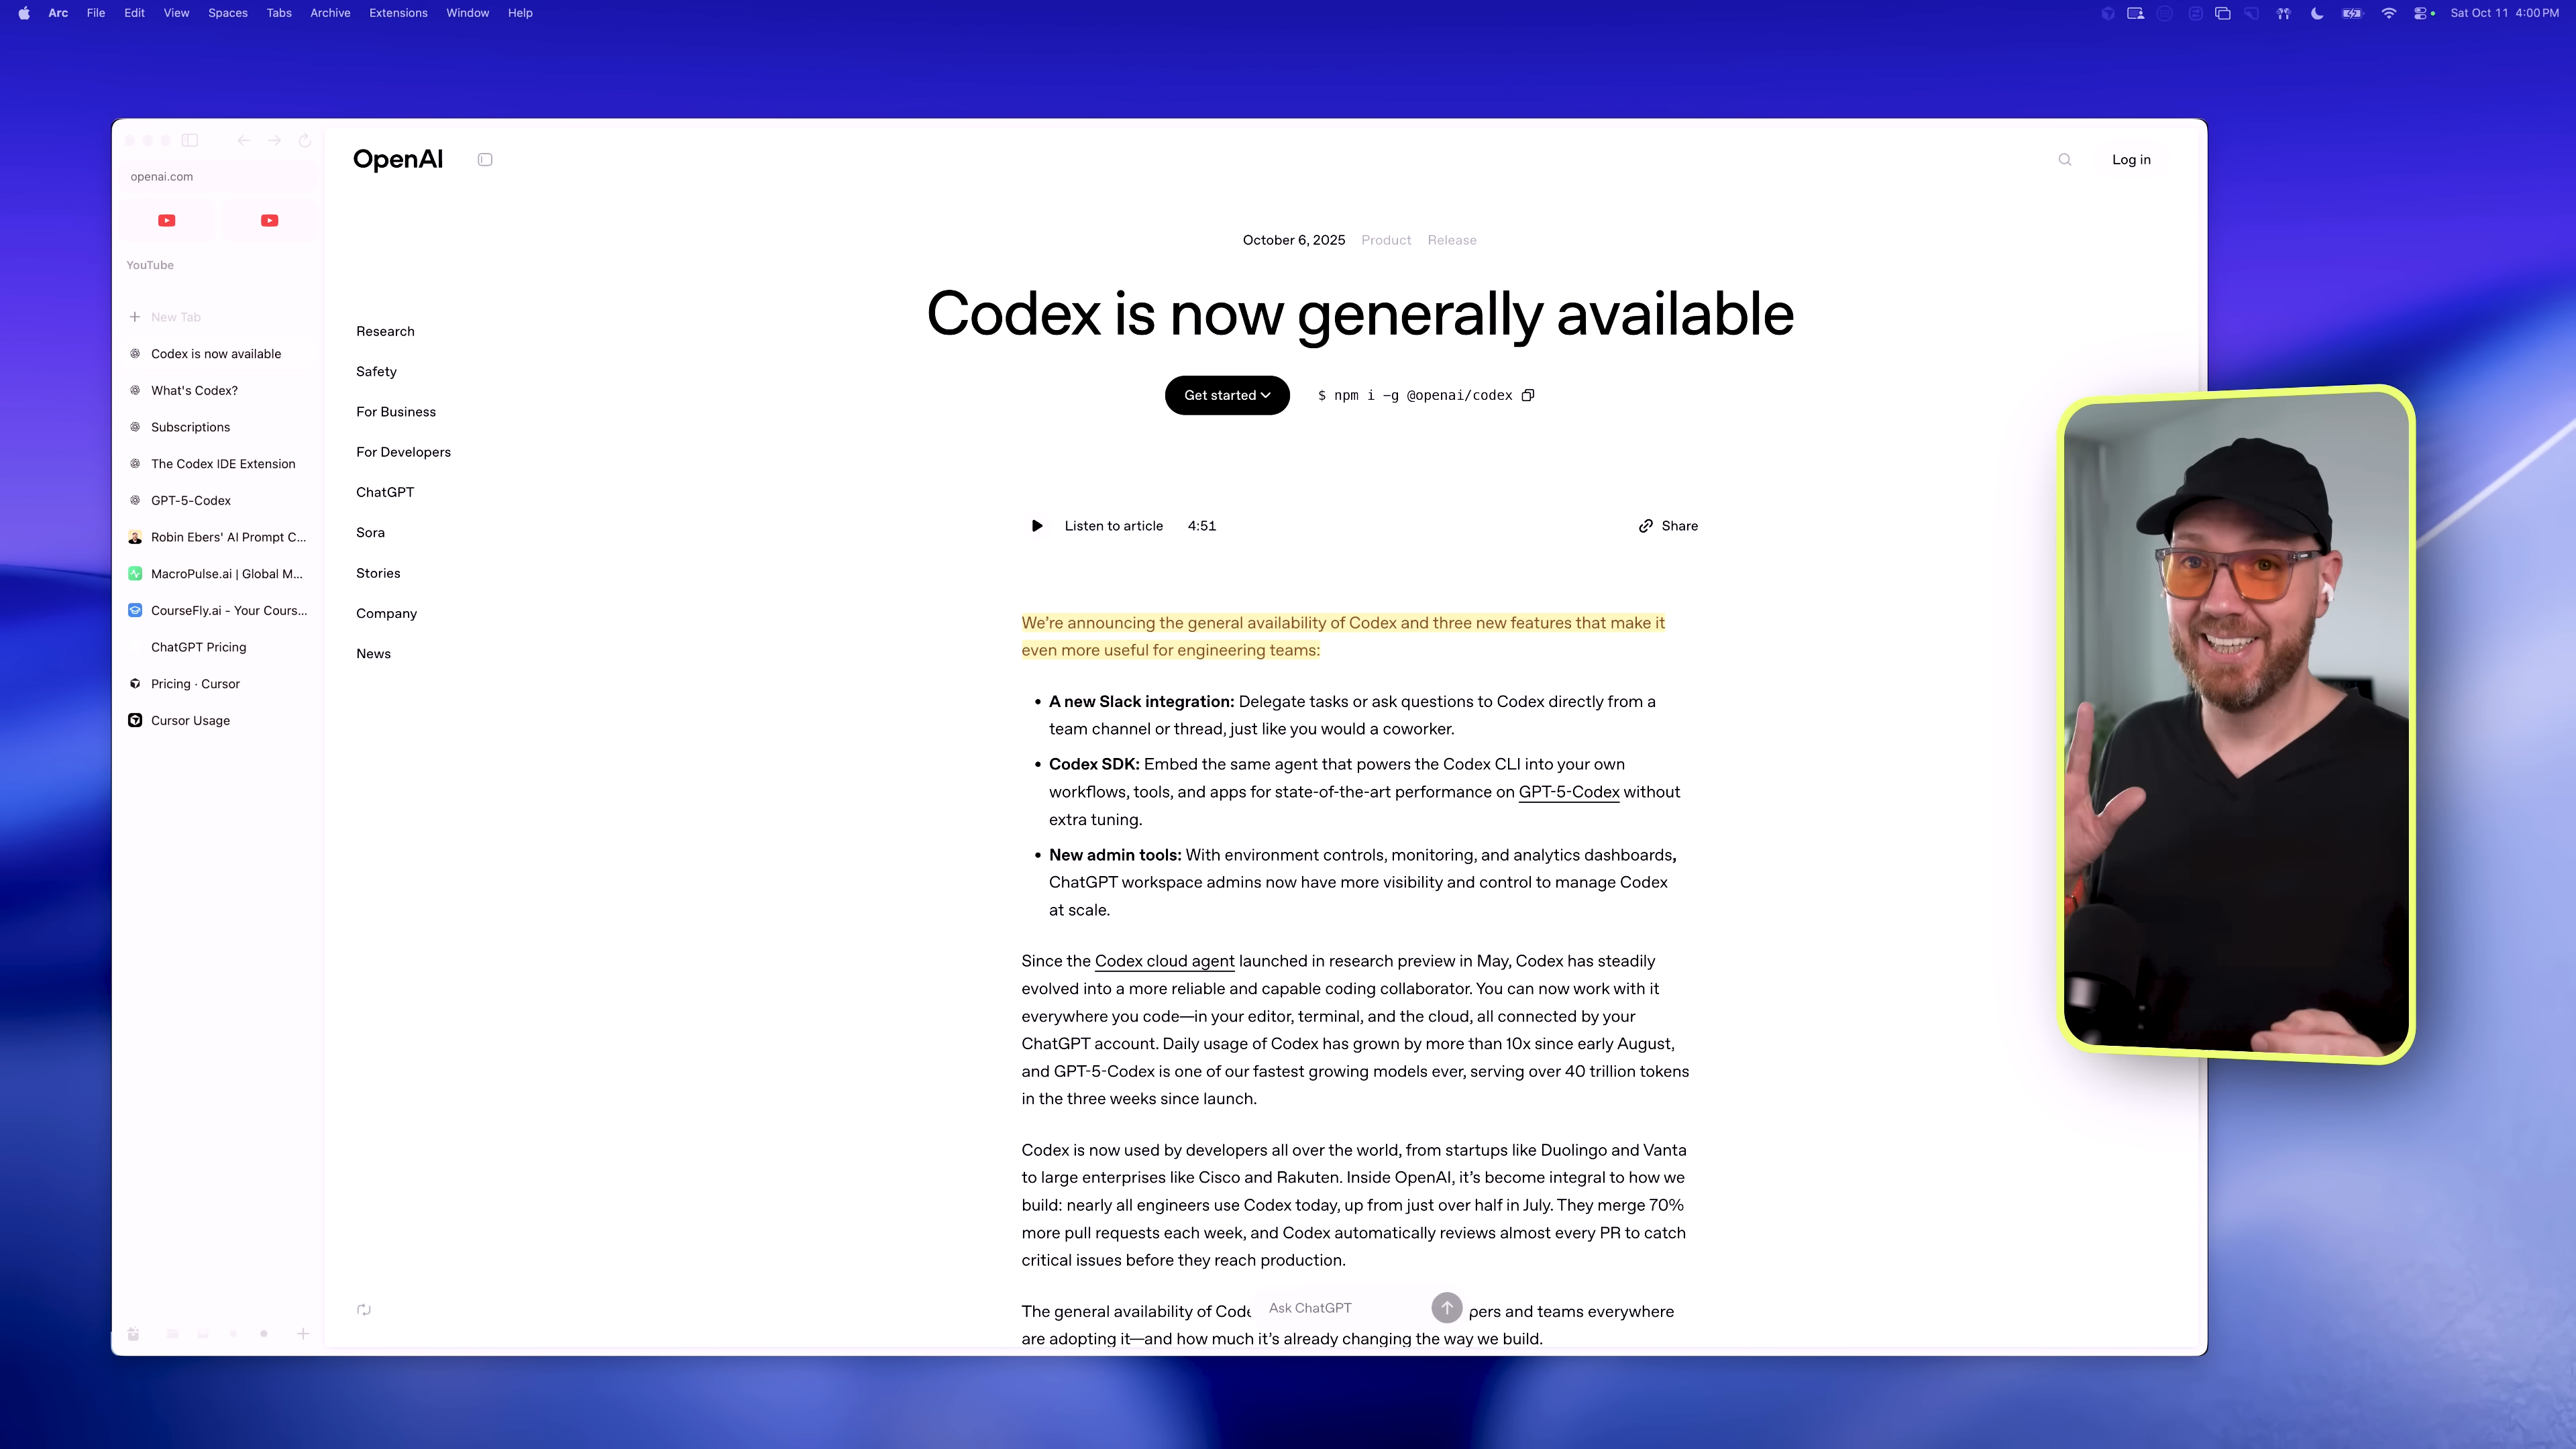 Arc File Edit View Spaces Tabs Archive Extensions Window Help
Sat Oct 11 4:00 PM
openai.com
YouTube
New Tab
Codex is now available
What's Codex?
Subscriptions
The Codex IDE Extension
GPT-5-Codex
Robin Ebers' AI Prompt C...
MacroPulse.ai | Global M...
CourseFly.ai - Your Cours...
ChatGPT Pricing
Pricing · Cursor
Cursor Usage
OpenAI
Log in
Research
Safety
For Business
For Developers
ChatGPT
Sora
Stories
Company
News
October 6, 2025 Product Release
Codex is now generally available
Get started
$ npm i -g @openai/codex
Listen to article 4:51
Share
We’re announcing the general availability of Codex and three new features that make it
even more useful for engineering teams:
• A new Slack integration: Delegate tasks or ask questions to Codex directly from a
team channel or thread, just like you would a coworker.
• Codex SDK: Embed the same agent that powers the Codex CLI into your own
workflows, tools, and apps for state-of-the-art performance on GPT-5-Codex without
extra tuning.
• New admin tools: With environment controls, monitoring, and analytics dashboards,
ChatGPT workspace admins now have more visibility and control to manage Codex
at scale.
Since the Codex cloud agent launched in research preview in May, Codex has steadily
evolved into a more reliable and capable coding collaborator. You can now work with it
everywhere you code—in your editor, terminal, and the cloud, all connected by your
ChatGPT account. Daily usage of Codex has grown by more than 10x since early August,
and GPT-5-Codex is one of our fastest growing models ever, serving over 40 trillion tokens
in the three weeks since launch.
Codex is now used by developers all over the world, from startups like Duolingo and Vanta
to large enterprises like Cisco and Rakuten. Inside OpenAI, it’s become integral to how we
build: nearly all engineers use Codex today, up from just over half in July. They merge 70%
more pull requests each week, and Codex automatically reviews almost every PR to catch
critical issues before they reach production.
The general availability of Code
Ask ChatGPT
pers and teams everywhere
are adopting it—and how much it’s already changing the way we build.